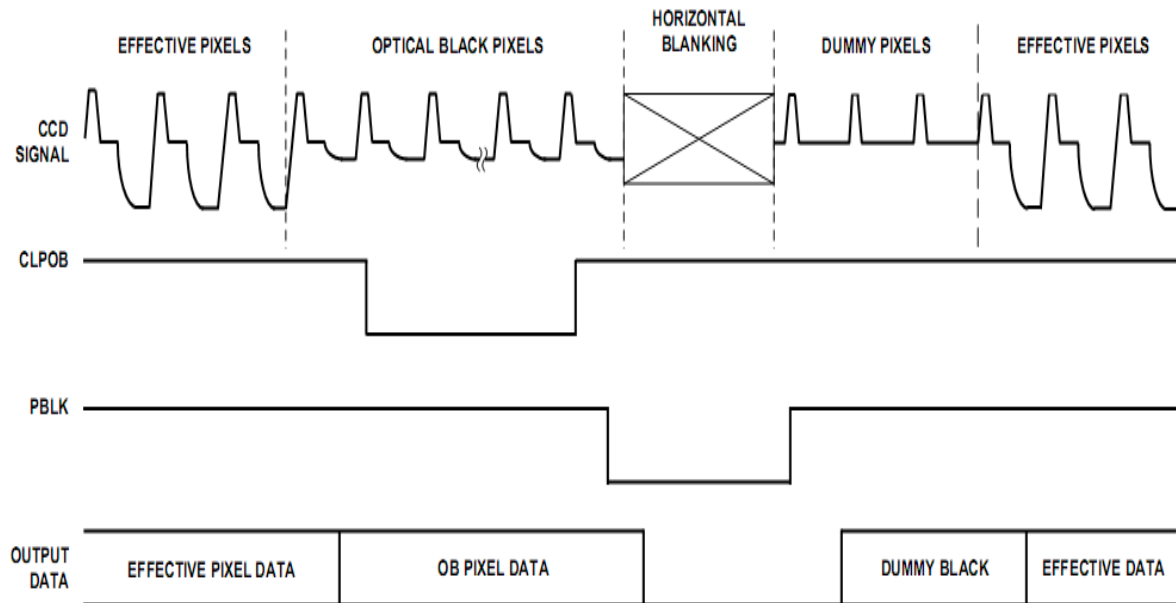 EFFECTIVE PIXELS
OPTICAL BLACK PIXELS
HORIZONTAL
BLANKING
DUMMY PIXELS
EFFECTIVE PIXELS
CCD
SIGNAL
CLPOB
PBLK
OUTPUT
DATA
EFFECTIVE PIXEL DATA
OB PIXEL DATA
DUMMY BLACK
EFFECTIVE DATA